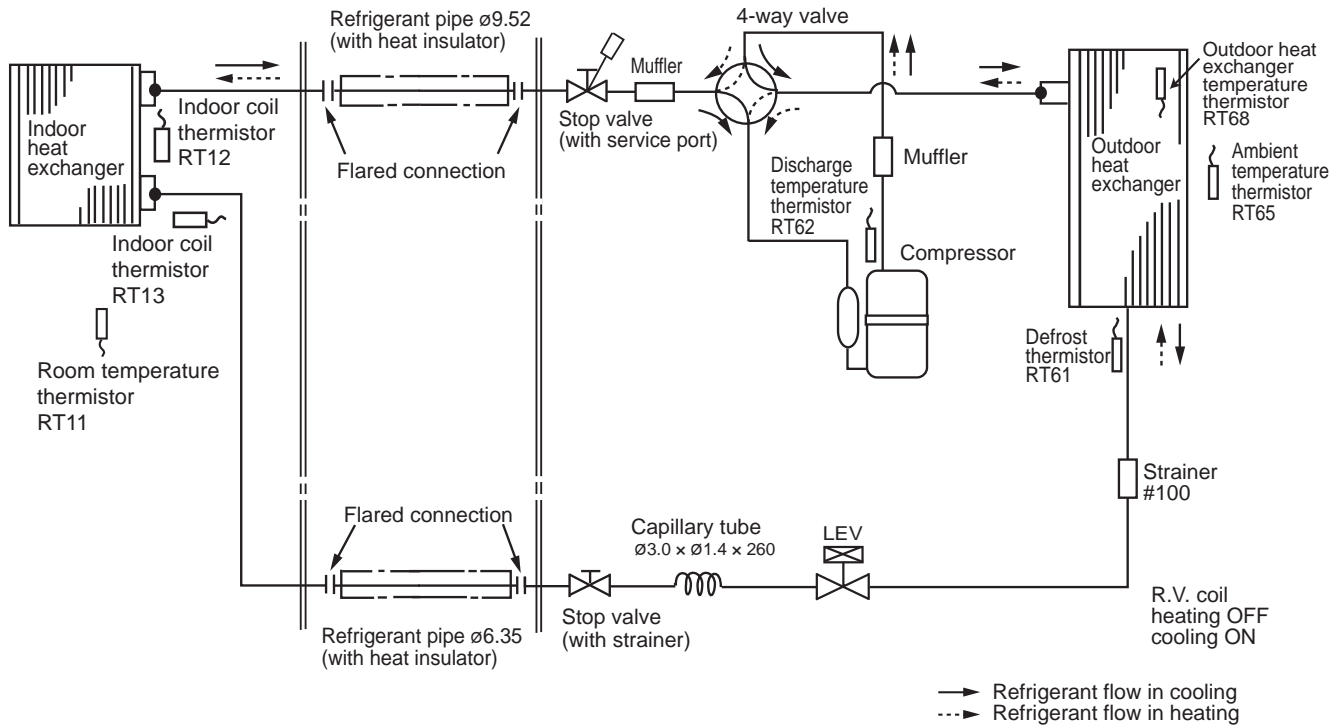 Refrigerant pipe ø9.52
(with heat insulator)
4-way valve
Muffler
Stop valve
(with service port)
Flared connection
Indoor
heat
exchanger
Indoor coil
thermistor
RT12
Indoor coil
thermistor
RT13
Room temperature
thermistor
RT11
Discharge
temperature
thermistor
RT62
Muffler
Compressor
Outdoor heat
exchanger
temperature
thermistor
RT68
Outdoor
heat
exchanger
Ambient
temperature
thermistor
RT65
Defrost
thermistor
RT61
Strainer
#100
Flared connection
Capillary tube
ø3.0 × ø1.4 × 260
LEV
Refrigerant pipe ø6.35
(with heat insulator)
Stop valve
(with strainer)
R.V. coil
heating OFF
cooling ON
Refrigerant flow in cooling
Refrigerant flow in heating